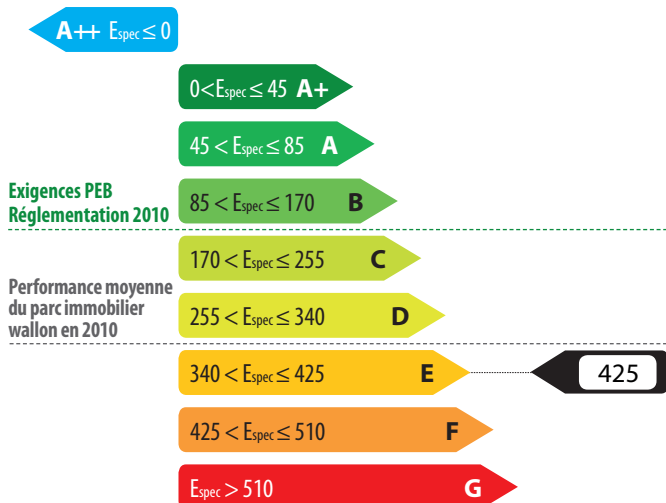 A++ Espec ≤ 0
0<Espec ≤ 45 A+
45 < Espec ≤ 85 A
Exigences PEB
Réglementation 2010
85 < Espec ≤ 170 B
170 < Espec ≤ 255 C
Performance moyenne
du parc immobilier
wallon en 2010
255 < Espec ≤ 340 D
340 < Espec ≤ 425 E
425
425 < Espec ≤ 510 F
Espec > 510 G